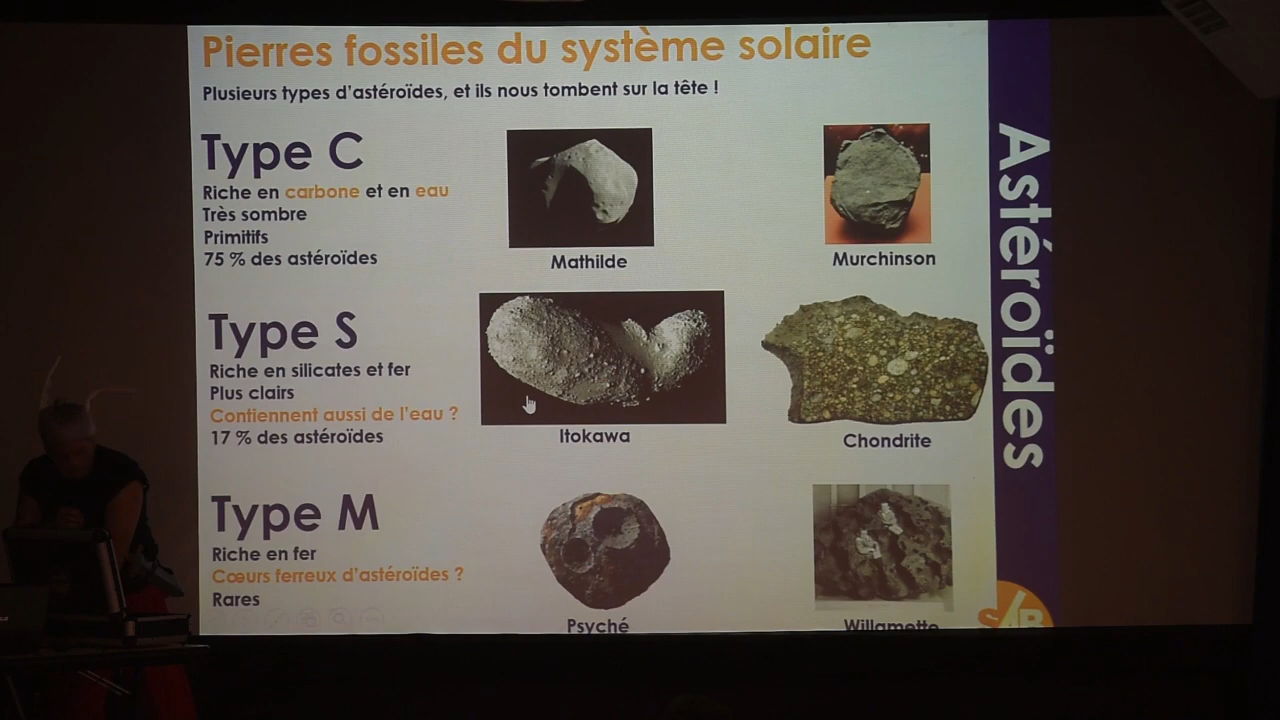 Pierres fossiles du système solaire
Plusieurs types d'astéroïdes, et ils nous tombent sur la tête !
Type C
Riche en carbone et en eau
Très sombre
Primitifs
75 % des astéroïdes
Mathilde
Murchinson
Type S
Riche en silicates et fer
Plus clairs
Contiennent aussi de l'eau ?
17 % des astéroïdes
Itokawa
Chondrite
Type M
Riche en fer
Cœurs ferreux d'astéroïdes ?
Rares
Psyché
Willamette
Astéroïdes